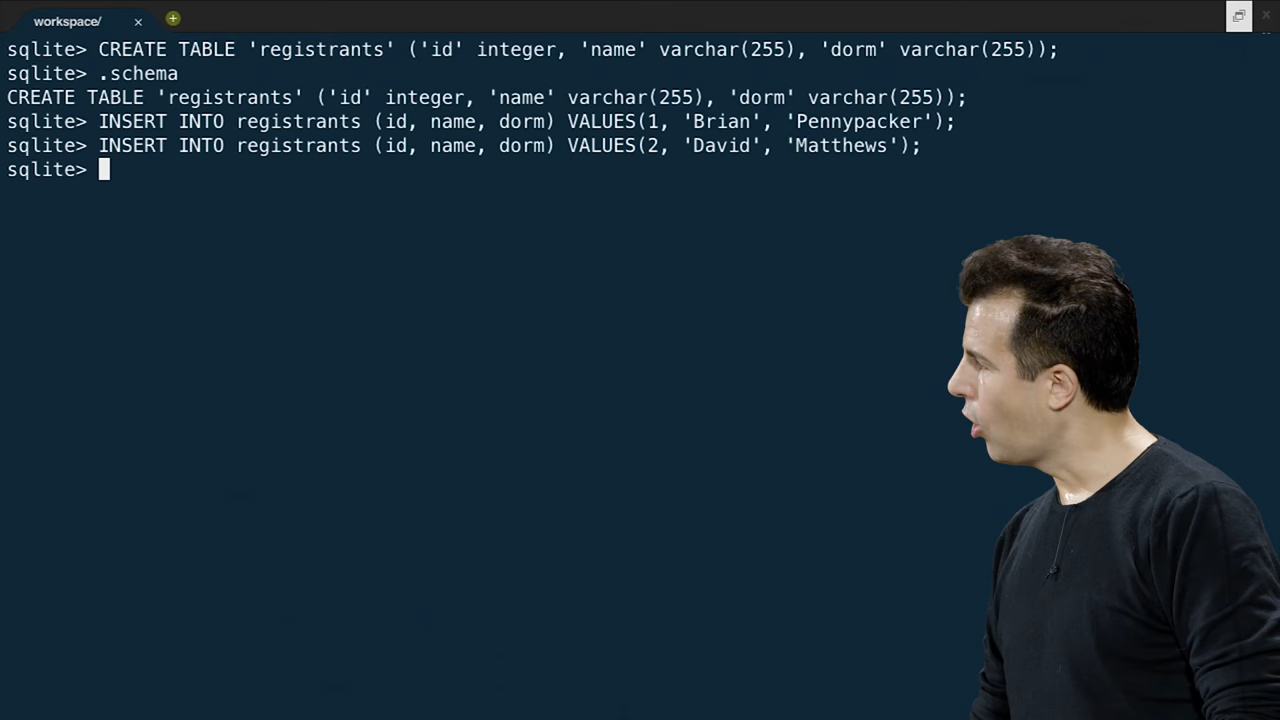 workspace/
sqlite> CREATE TABLE 'registrants' ('id' integer, 'name' varchar(255), 'dorm' varchar(255));
sqlite> .schema
CREATE TABLE 'registrants' ('id' integer, 'name' varchar(255), 'dorm' varchar(255));
sqlite> INSERT INTO registrants (id, name, dorm) VALUES(1, 'Brian', 'Pennypacker');
sqlite> INSERT INTO registrants (id, name, dorm) VALUES(2, 'David', 'Matthews');
sqlite>